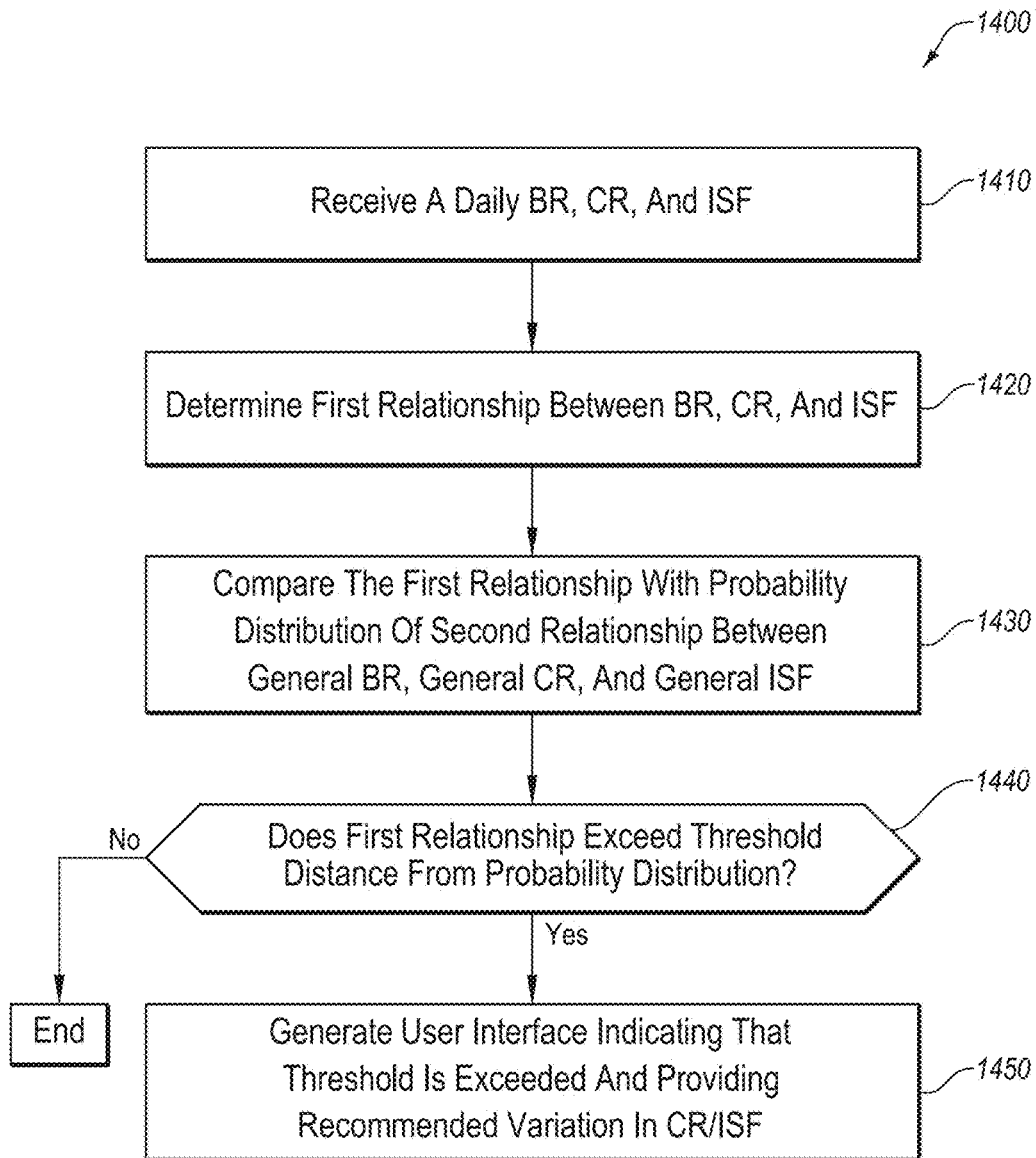 1400
Receive A Daily BR, CR, And ISF
1410
Determine First Relationship Between BR, CR, And ISF
1420
Compare The First Relationship With Probability
Distribution Of Second Relationship Between
General BR, General CR, And General ISF
1430
Does First Relationship Exceed Threshold
Distance From Probability Distribution?
1440
No
Yes
End
Generate User Interface Indicating That
Threshold Is Exceeded And Providing
Recommended Variation In CR/ISF
1450